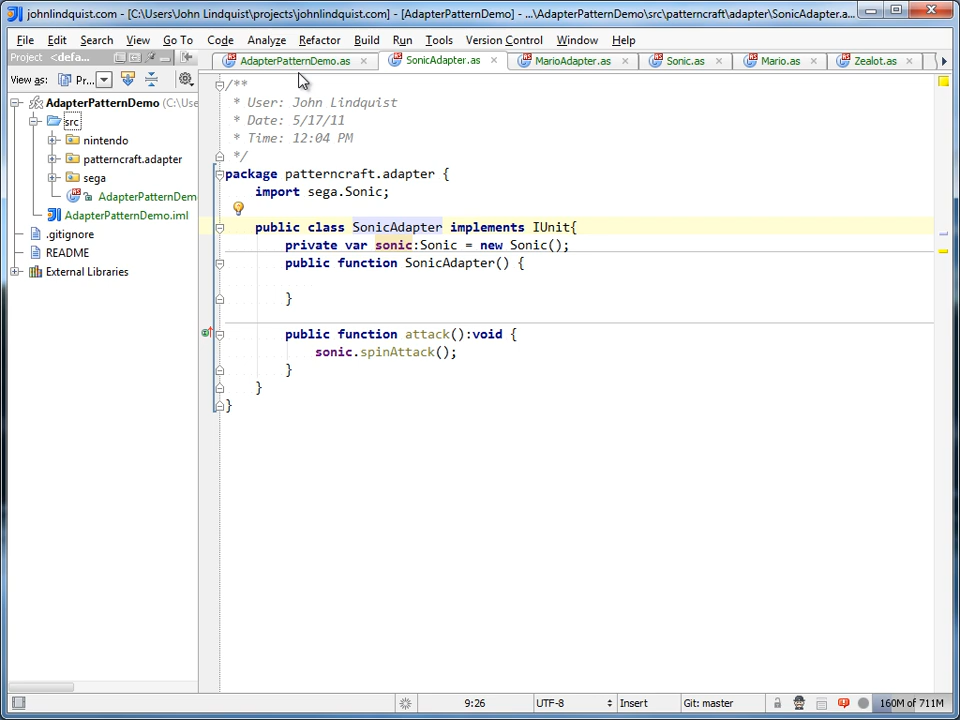 johnlindquist.com - [C:\Users\John Lindquist\projects\johnlindquist.com] - [AdapterPatternDemo] - ...\AdapterPatternDemo\src\patterncraft\adapter\SonicAdapter.a...
File Edit Search View Go To Code Analyze Refactor Build Run Tools Version Control Window Help
Project <defa...
AdapterPatternDemo.as SonicAdapter.as MarioAdapter.as Sonic.as Mario.as Zealot.as
View as: Pr...
AdapterPatternDemo (C:\Use
src
nintendo
patterncraft.adapter
sega
AdapterPatternDem
AdapterPatternDemo.iml
.gitignore
README
External Libraries
/**
* User: John Lindquist
* Date: 5/17/11
* Time: 12:04 PM
*/
package patterncraft.adapter {
import sega.Sonic;
public class SonicAdapter implements IUnit{
private var sonic:Sonic = new Sonic();
public function SonicAdapter() {
}
public function attack():void {
sonic.spinAttack();
}
}
}
9:26 UTF-8 Insert Git: master 160M of 711M